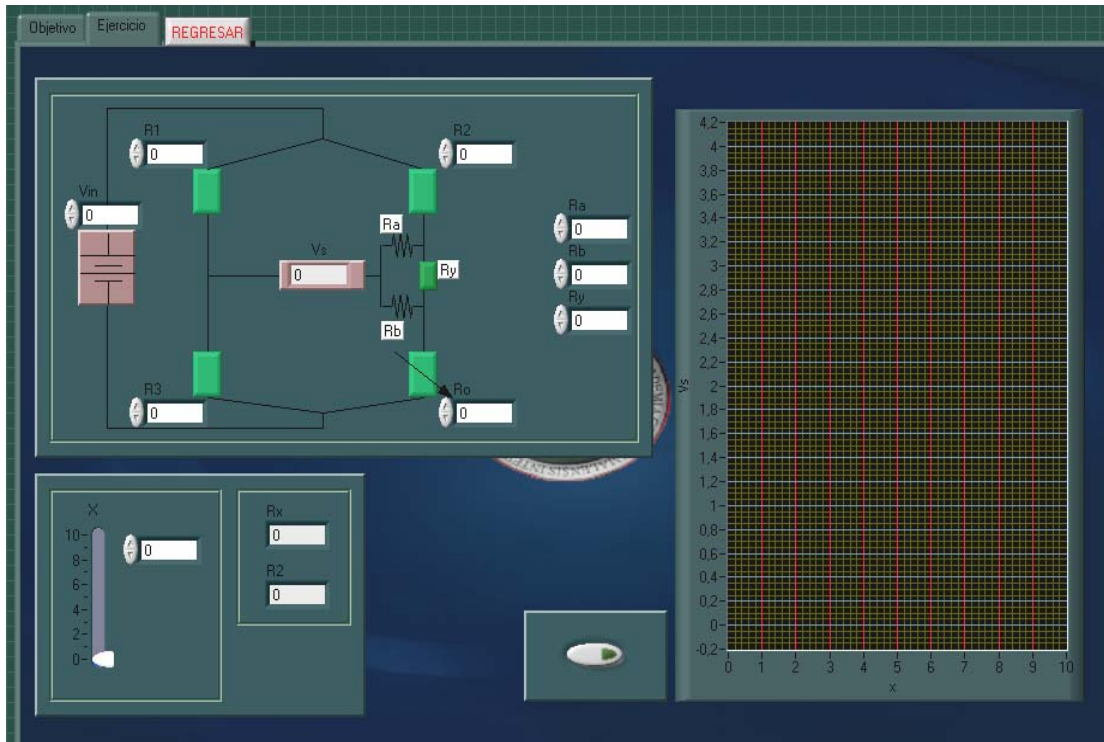 Objetivo Ejercicio REGRESAR
R1
0
R2
0
Vin
0
Ra
Vs
0
Ry
Rb
Ra
0
Rb
0
Ry
0
R3
0
Ro
0
X
10
8
6
4
2
0
0
Rx
0
R2
0
4,2
4
3,8
3,6
3,4
3,2
3
2,8
2,6
2,4
2,2
2
1,8
1,6
1,4
1,2
1
0,8
0,6
0,4
0,2
0
-0,2
Vs
0 1 2 3 4 5 6 7 8 9 10
x